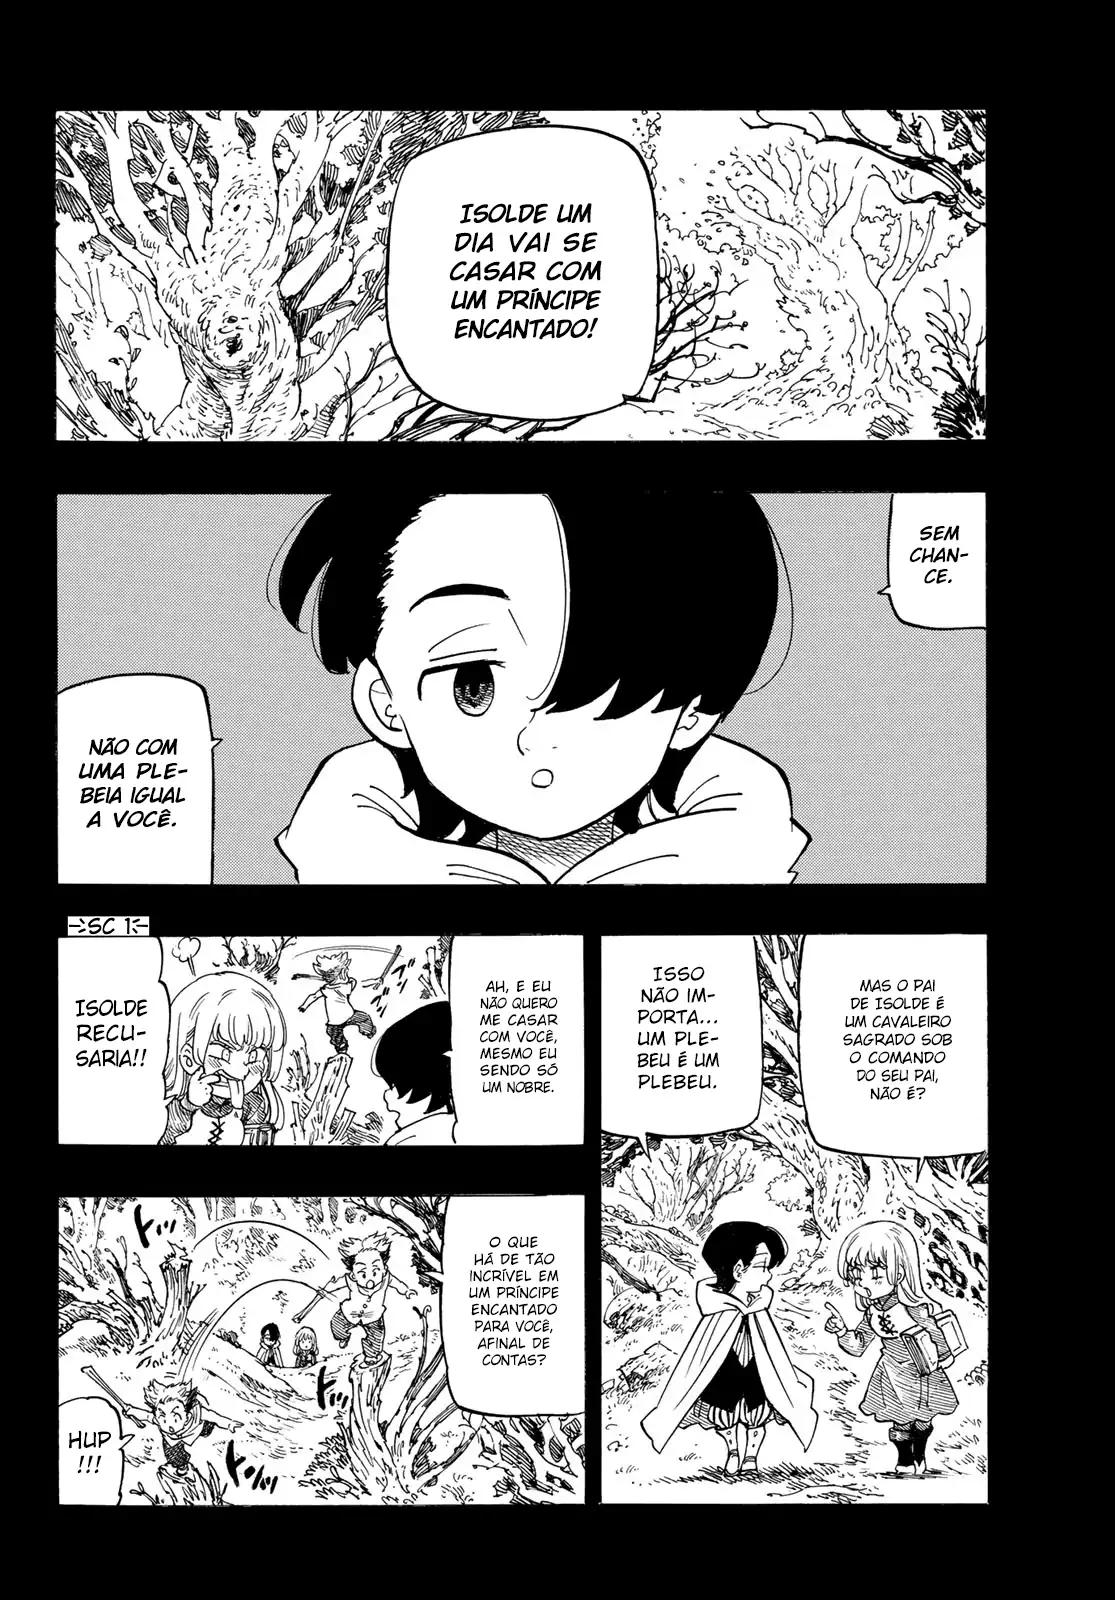 ISOLDE UM
DIA VAI SE
CASAR COM
UM PRÍNCIPE
ENCANTADO!
SEM
CHAN-
CE.
NÃO COM
UMA PLE-
BEIA IGUAL
A VOCÊ.
MAS O PAI
DE ISOLDE É
UM CAVALEIRO
SAGRADO SOB
O COMANDO
DO SEU PAI,
NÃO É?
ISSO
NÃO IM-
PORTA...
UM PLE-
BEU É UM
PLEBEU.
SC 1
AH, E EU
NÃO QUERO
ME CASAR
COM VOCÊ,
MESMO EU
SENDO SÓ
UM NOBRE.
ISOLDE
RECU-
SARIA!!
O QUE
HÁ DE TÃO
INCRÍVEL EM
UM PRÍNCIPE
ENCANTADO
PARA VOCÊ,
AFINAL DE
CONTAS?
HUP
!!!